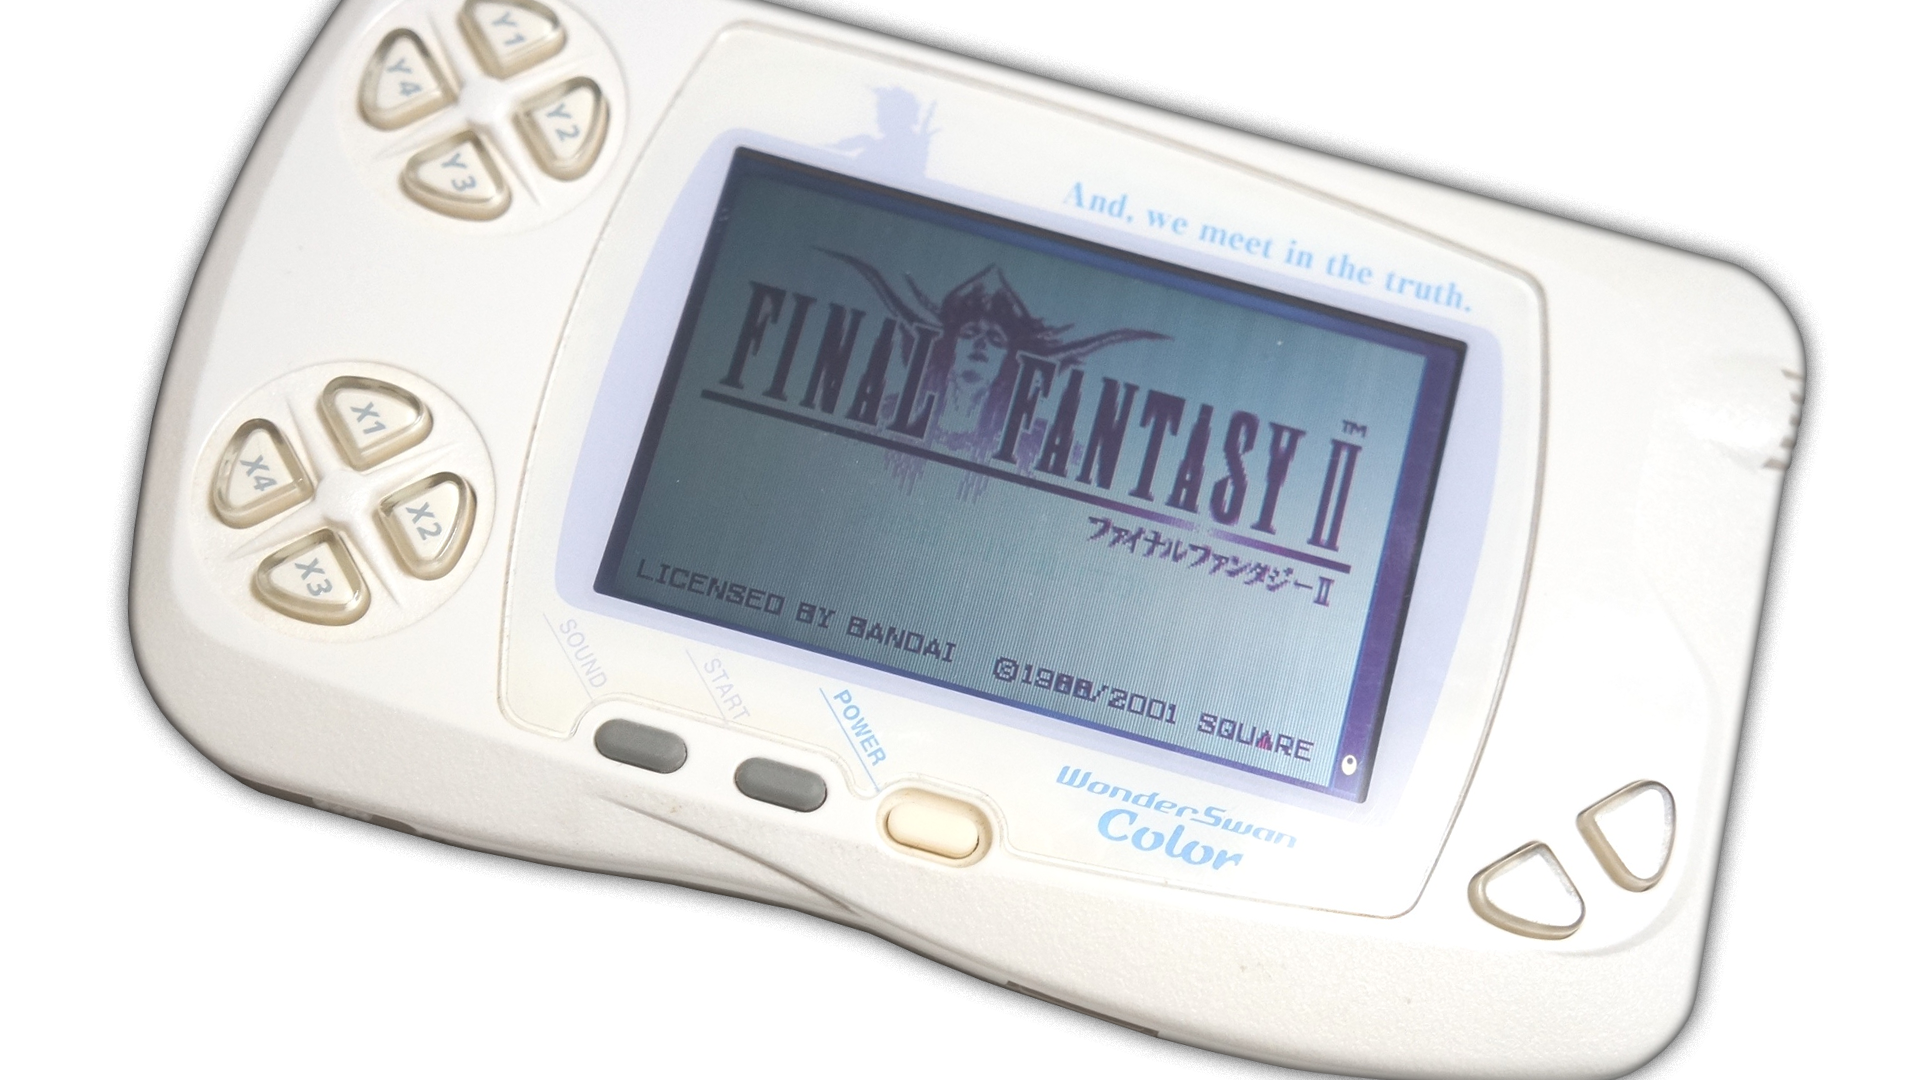 Y1
Y4
Y2
Y3
And, we meet in the truth.
FINAL FANTASY II™
ファイナルファンタジーII
X1
X4
X2
X3
LICENSED BY BANDAI ©1988/2001 SQUARE
SOUND
START
POWER
WonderSwan
Color